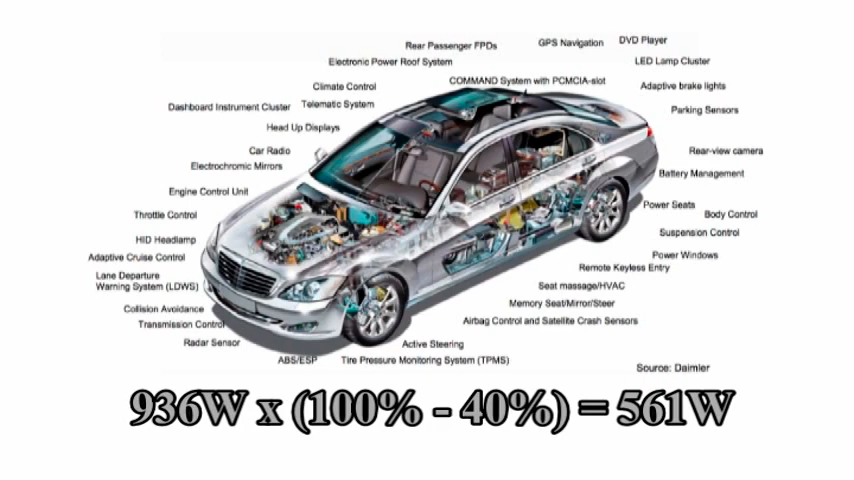 Rear Passenger FPDs
GPS Navigation
DVD Player
Electronic Power Roof System
LED Lamp Cluster
Climate Control
COMMAND System with PCMCIA-slot
Adaptive brake lights
Dashboard Instrument Cluster
Telematic System
Parking Sensors
Head Up Displays
Car Radio
Rear-view camera
Electrochromic Mirrors
Battery Management
Engine Control Unit
Power Seats
Throttle Control
Body Control
HID Headlamp
Suspension Control
Adaptive Cruise Control
Power Windows
Lane Departure
Warning System (LDWS)
Remote Keyless Entry
Seat massage/HVAC
Collision Avoidance
Memory Seat/Mirror/Steer
Transmission Control
Airbag Control and Satellite Crash Sensors
Radar Sensor
Active Steering
ABS/ESP
Tire Pressure Monitoring System (TPMS)
Source: Daimler
936W x (100% - 40%) = 561W